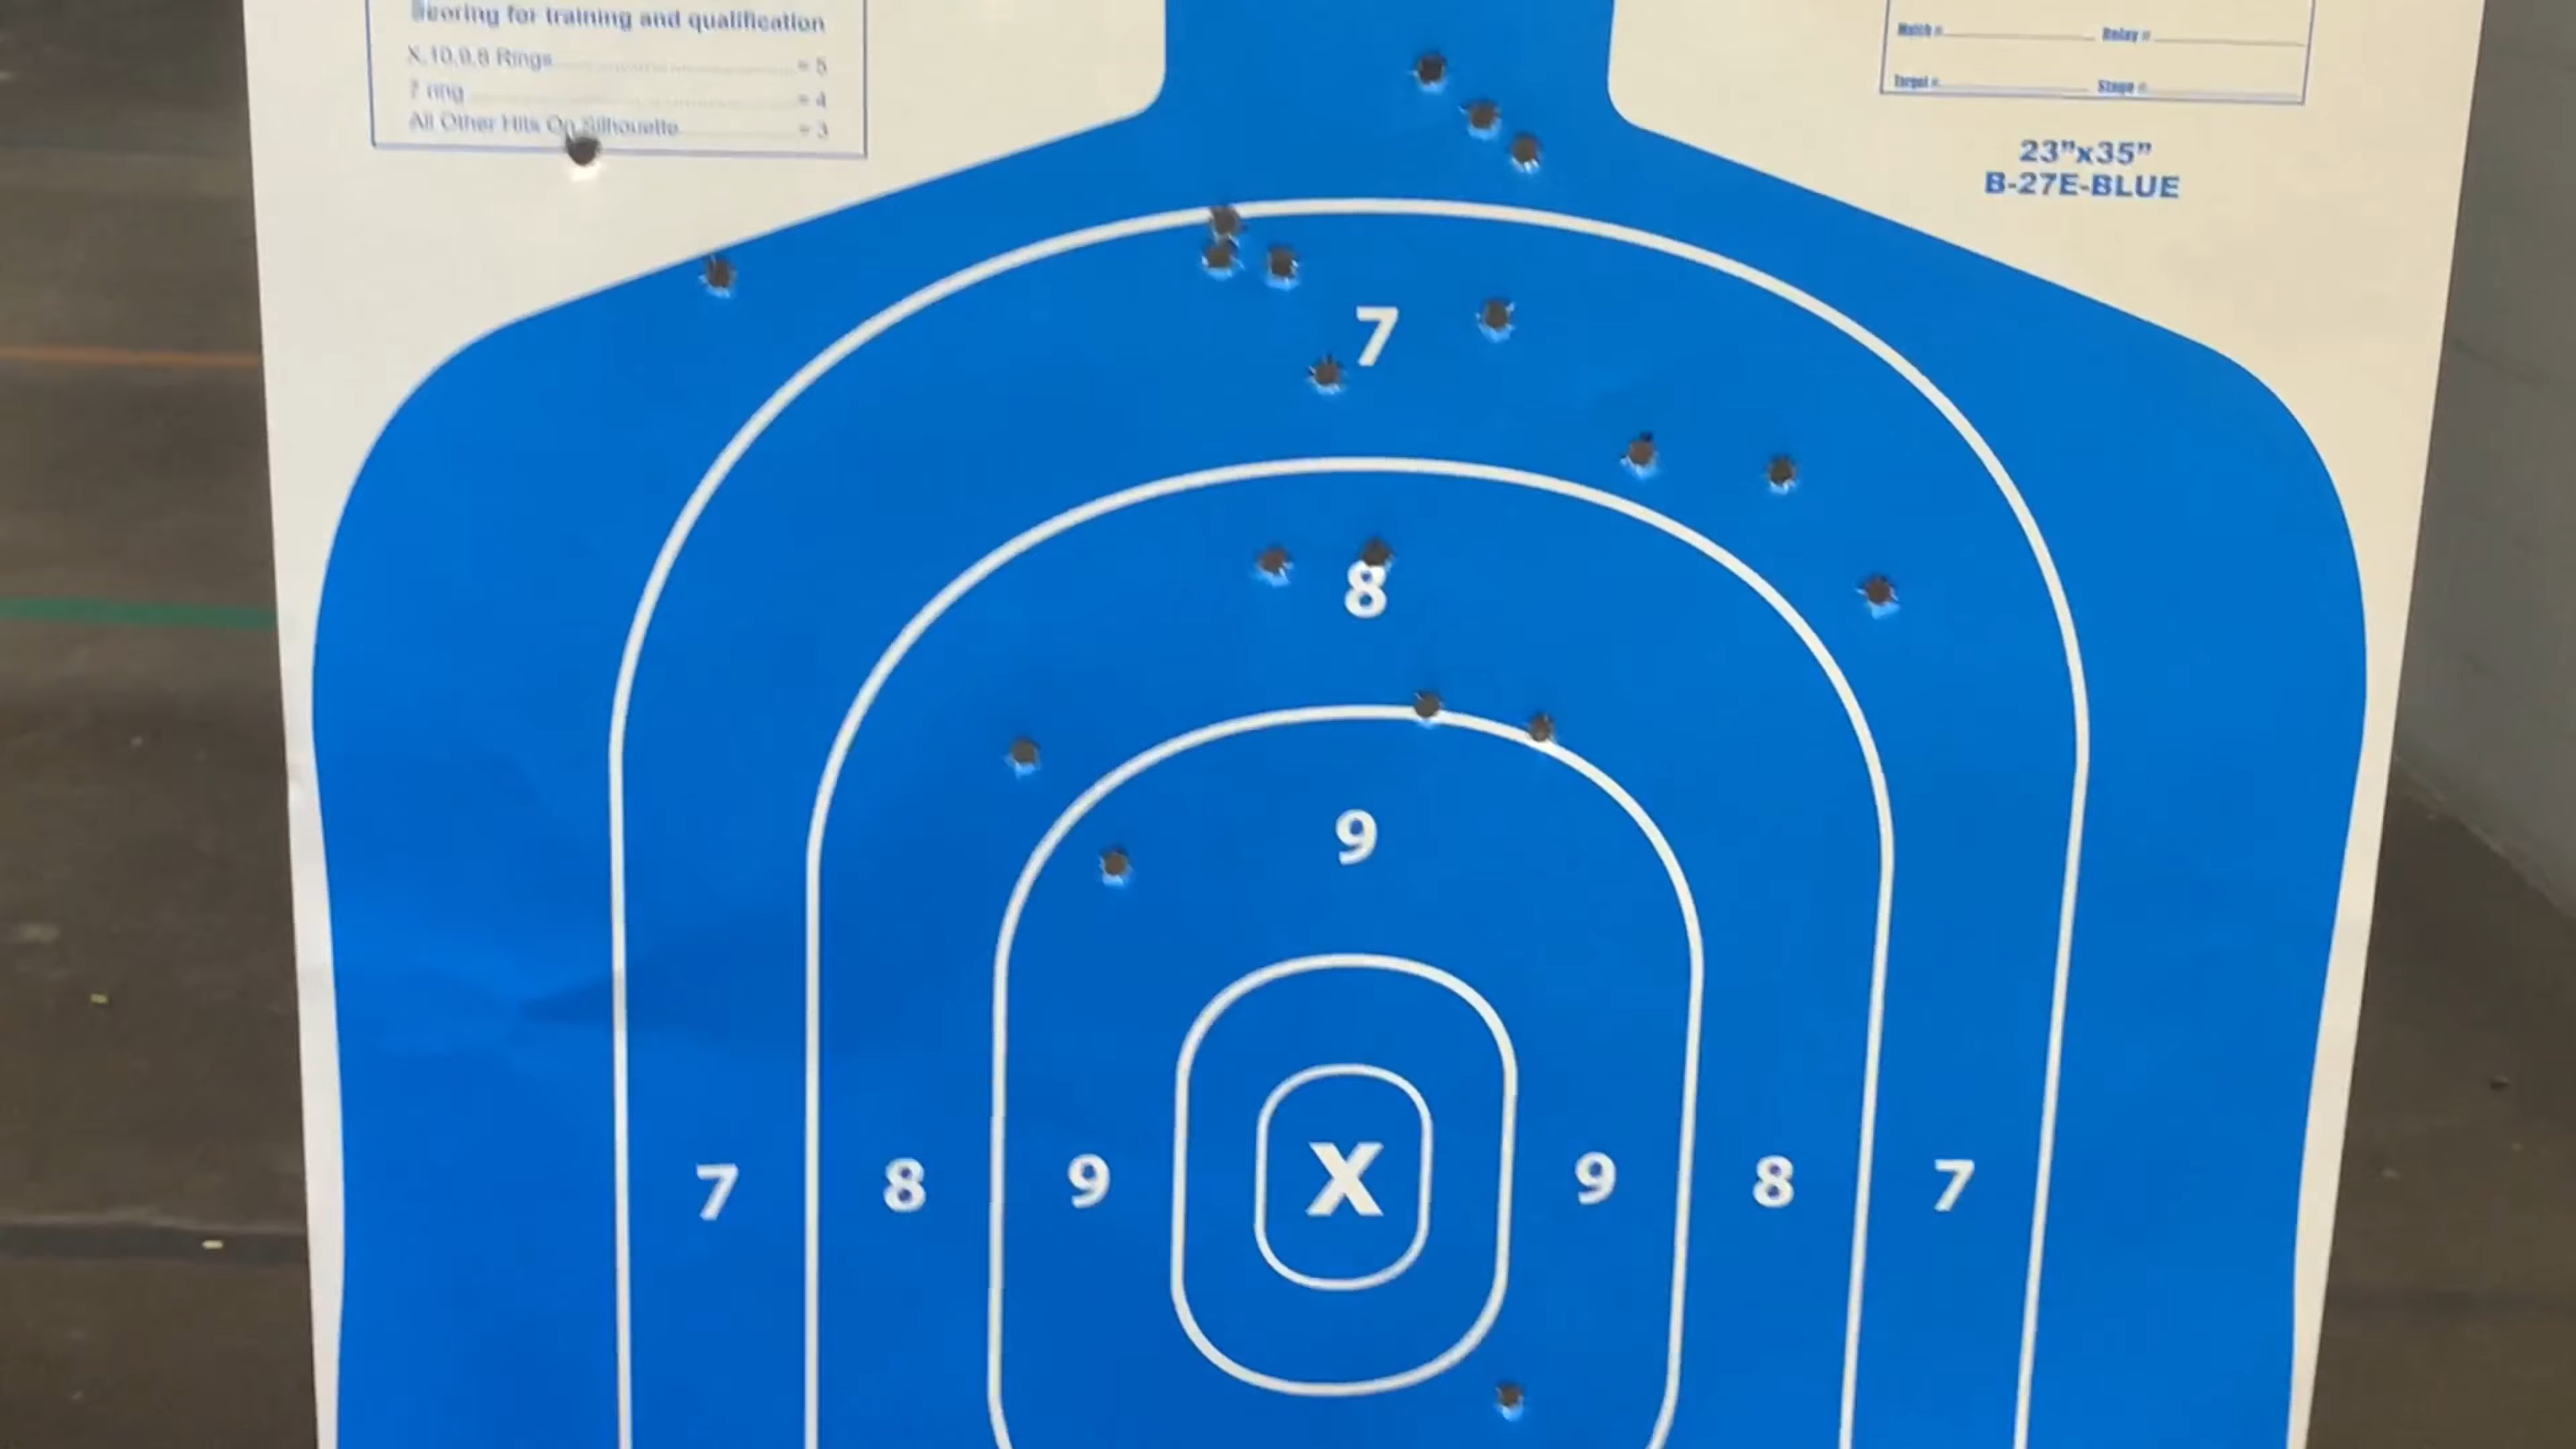 Scoring for training and qualification
X,10,9,8 Rings = 5
7 ring = 4
All Other Hits On Silhouette = 3
Match # Relay #
Target # Stage #
23"x35"
B-27E-BLUE
7
8
9
7 8 9 X 9 8 7